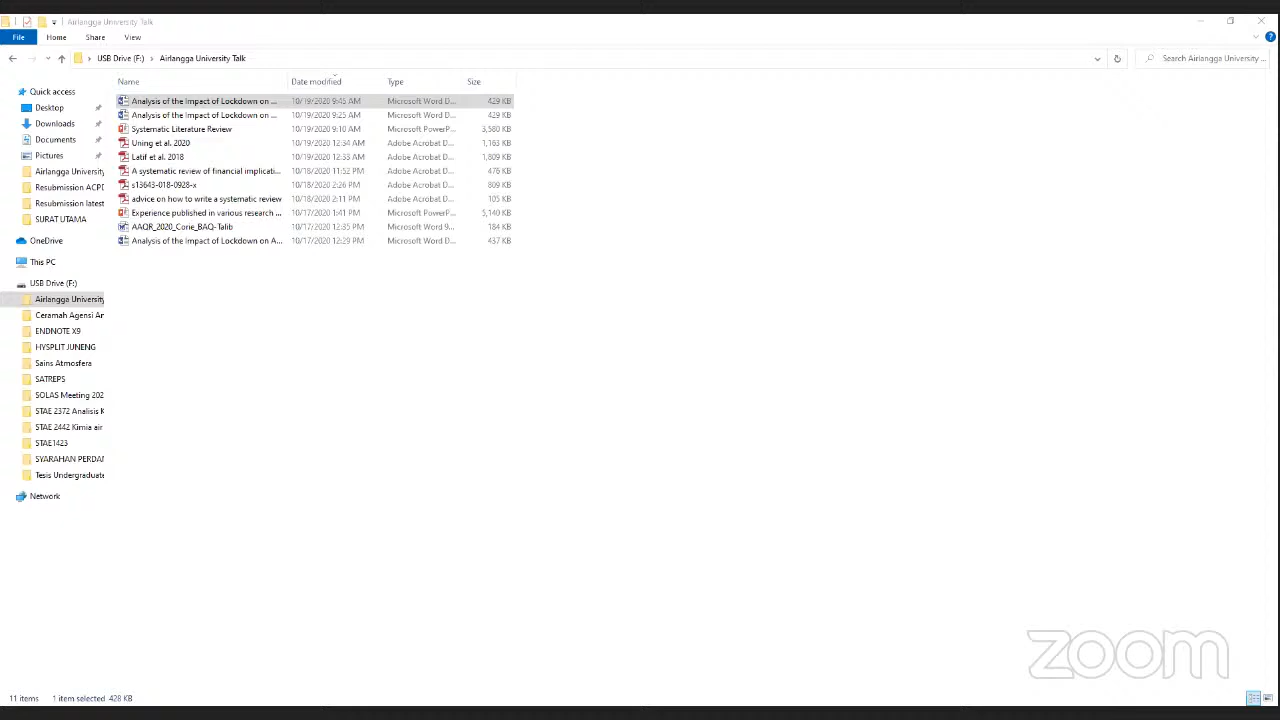 Airlangga University Talk
File Home Share View
USB Drive (F:) Airlangga University Talk Search Airlangga University ...
Name Date modified Type Size
Quick access
Desktop
Downloads
Documents
Pictures
Airlangga University
Resubmission ACPD
Resubmission latest
SURAT UTAMA
OneDrive
This PC
USB Drive (F:)
Airlangga University
Ceramah Agensi An
ENDNOTE X9
HYSPLIT JUNENG
Sains Atmosfera
SATREPS
SOLAS Meeting 202
STAE 2372 Analisis K
STAE 2442 Kimia air
STAE1423
SYARAHAN PERDAN
Tesis Undergraduate
Network
Analysis of the Impact of Lockdown on ... 10/19/2020 9:45 AM Microsoft Word D... 429 KB
Analysis of the Impact of Lockdown on ... 10/19/2020 9:25 AM Microsoft Word D... 429 KB
Systematic Literature Review 10/19/2020 9:10 AM Microsoft PowerP... 3,580 KB
Uning et al. 2020 10/19/2020 12:54 AM Adobe Acrobat D... 1,163 KB
Latif et al. 2018 10/19/2020 12:33 AM Adobe Acrobat D... 1,809 KB
A systematic review of financial implicati... 10/18/2020 11:52 PM Adobe Acrobat D... 476 KB
s13643-018-0928-x 10/18/2020 2:26 PM Adobe Acrobat D... 809 KB
advice on how to write a systematic review 10/18/2020 2:11 PM Adobe Acrobat D... 105 KB
Experience published in various research ... 10/17/2020 1:41 PM Microsoft PowerP... 5,140 KB
AAQR_2020_Corie_BAQ-Talib 10/17/2020 12:35 PM Microsoft Word 9... 184 KB
Analysis of the Impact of Lockdown on A... 10/17/2020 12:29 PM Microsoft Word D... 437 KB
zoom
11 items 1 item selected 428 KB